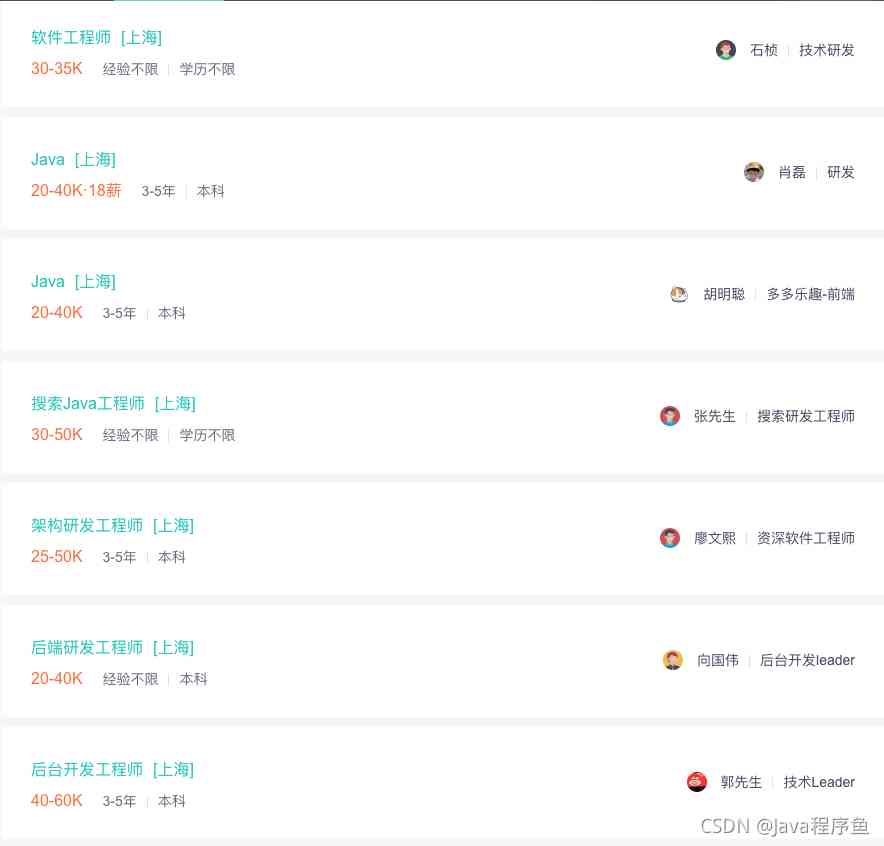 软件工程师 [上海]
石桢 | 技术研发
30-35K 经验不限 | 学历不限
Java [上海]
肖磊 | 研发
20-40K·18薪 3-5年 | 本科
Java [上海]
胡明聪 | 多多乐趣-前端
20-40K 3-5年 | 本科
搜索Java工程师 [上海]
张先生 | 搜索研发工程师
30-50K 经验不限 | 学历不限
架构研发工程师 [上海]
廖文熙 | 资深软件工程师
25-50K 3-5年 | 本科
后端研发工程师 [上海]
向国伟 | 后台开发leader
20-40K 经验不限 | 本科
后台开发工程师 [上海]
郭先生 | 技术Leader
40-60K 3-5年 | 本科
CSDN @Java程序鱼